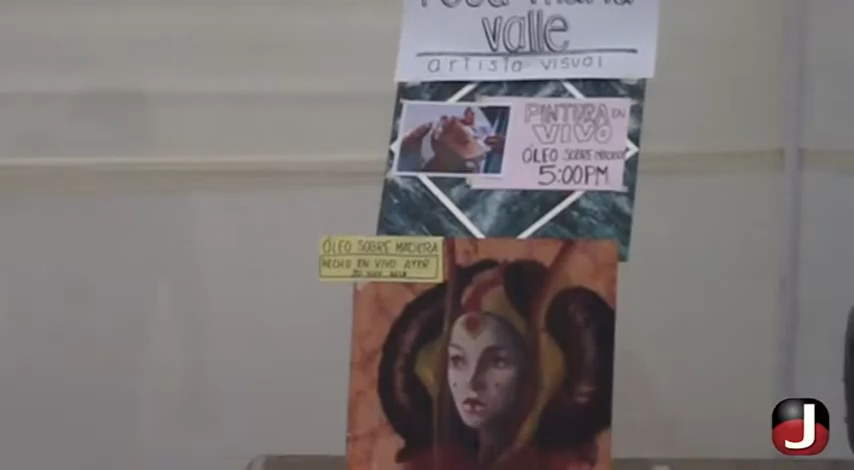 valle
artista visual
PINTURA EN
VIVO
ÓLEO SOBRE MADERA
5:00PM
ÓLEO SOBRE MADERA
HECHO EN VIVO AYER
J